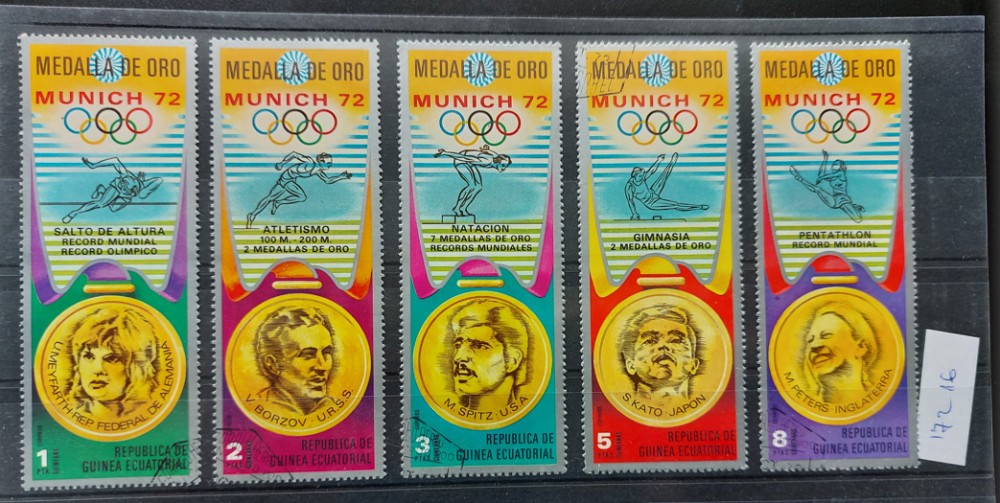 MEDALLA DE ORO
MUNICH 72
SALTO DE ALTURA
RECORD MUNDIAL
RECORD OLIMPICO
U.MEYFARTH·REP. FEDERAL DE ALEMANIA
1
PTAS GUINEANAS
REPUBLICA DE
GUINEA ECUATORIAL
MEDALLA DE ORO
MUNICH 72
ATLETISMO
100 M. - 200 M.
2 MEDALLAS DE ORO
V. BORZOV · U.R.S.S
2
REPUBLICA DE
GUINEA ECUATORIAL
MEDALLA DE ORO
MUNICH 72
NATACION
7 MEDALLAS DE ORO
RECORDS MUNDIALES
M. SPITZ · U.S.A
3
REPUBLICA DE
GUINEA ECUATORIAL
MEDALLA DE ORO
MUNICH 72
GIMNASIA
2 MEDALLAS DE ORO
S.KATO · JAPON
5
REPUBLICA DE
GUINEA ECUATORIAL
MEDALLA DE ORO
MUNICH 72
PENTATHLON
RECORD MUNDIAL
M.PETERS · INGLATERRA
8
REPUBLICA DE
GUINEA ECUATORIAL
17216